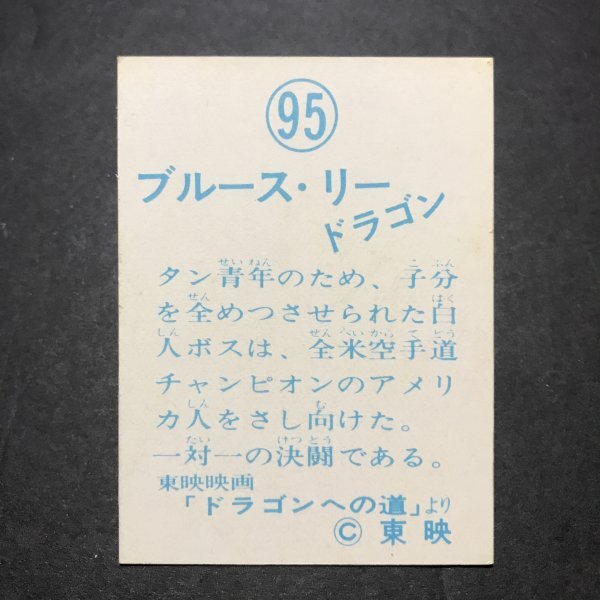 95
ブルース・リー
ドラゴン
タン青年のため、子分
を全めつさせられた白
人ボスは、全米空手道
チャンピオンのアメリ
カ人をさし向けた。
一対一の決闘である。
東映映画
「ドラゴンへの道」より
©東映